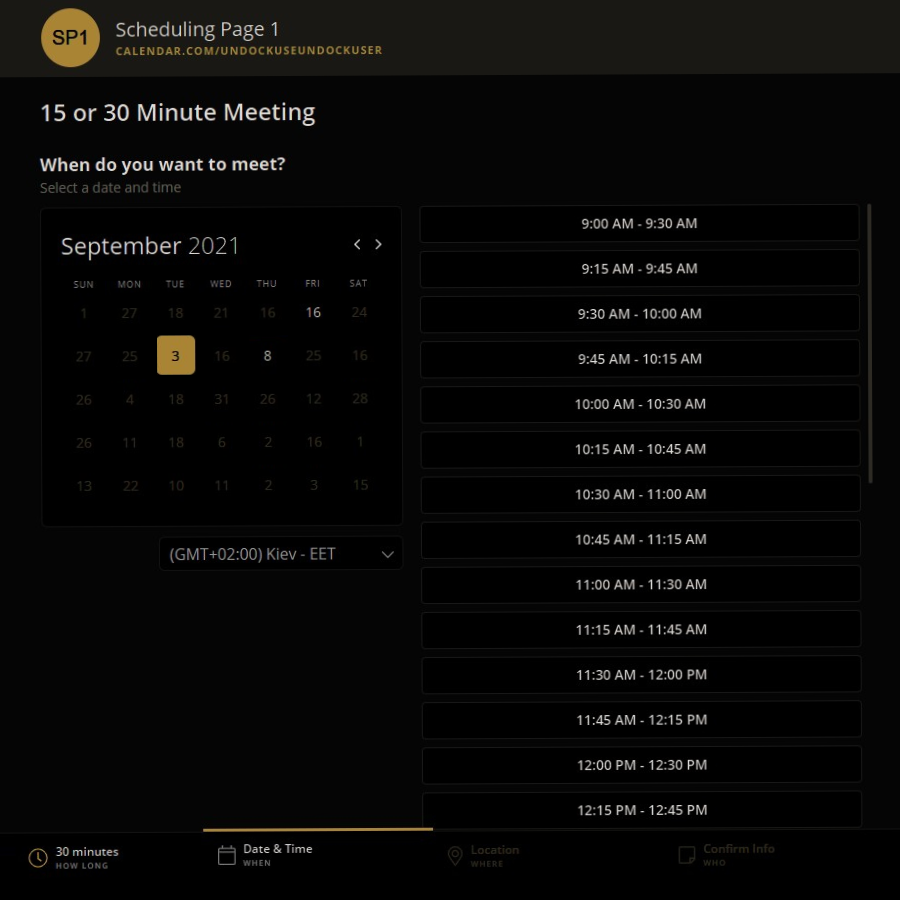 SP1
Scheduling Page 1
CALENDAR.COM/UNDOCKUSEUNDOCKUSER
15 or 30 Minute Meeting
When do you want to meet?
Select a date and time
September 2021
SUN MON TUE WED THU FRI SAT
1 27 18 21 16 16 24
27 25 3 16 8 25 16
26 4 18 31 26 12 28
26 11 18 6 2 16 1
13 22 10 11 2 3 15
(GMT+02:00) Kiev - EET
9:00 AM - 9:30 AM
9:15 AM - 9:45 AM
9:30 AM - 10:00 AM
9:45 AM - 10:15 AM
10:00 AM - 10:30 AM
10:15 AM - 10:45 AM
10:30 AM - 11:00 AM
10:45 AM - 11:15 AM
11:00 AM - 11:30 AM
11:15 AM - 11:45 AM
11:30 AM - 12:00 PM
11:45 AM - 12:15 PM
12:00 PM - 12:30 PM
12:15 PM - 12:45 PM
30 minutes
HOW LONG
Date & Time
WHEN
Location
WHERE
Confirm Info
WHO